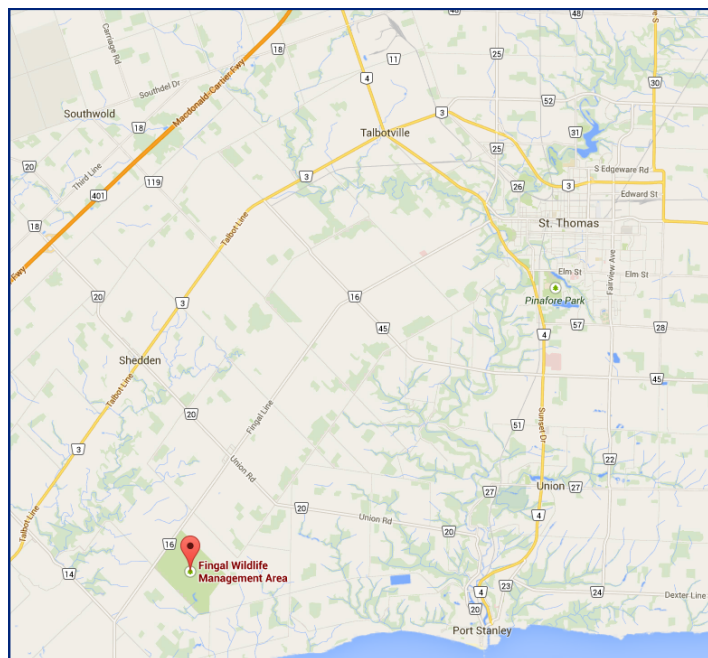 48
40
Carriage Rd
18
25
Macdonald-Cartier Fwy
11
4
Southdel Dr
30
52
Southwold
18
3
Talbotville
31
25
20
Third Line
S Edgeware Rd
119
3
26
3
401
Edward St
18
Talbot Line
St. Thomas
Fairview Ave
Elm St
Elm St
Pinafore Park
20
16
3
57
28
45
4
Shedden
45
Talbot Line
Fingal Line
20
51
Sunset Dr
3
22
Union Rd
27
Union
27
Talbot Line
20
Union Rd
4
20
16
Fingal Wildlife
Management Area
14
23
4
24
Dexter Line
20
Port Stanley